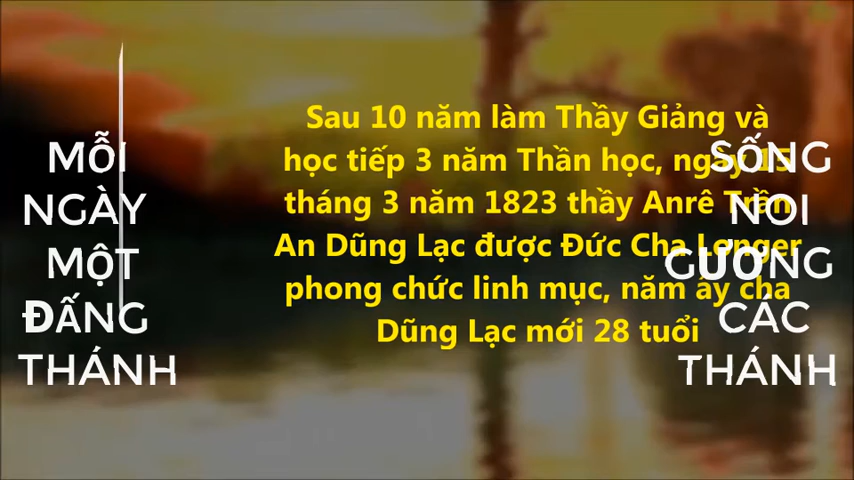 MỖI
NGÀY
MỘT
ĐẤNG
THÁNH
Sau 10 năm làm Thầy Giảng và
học tiếp 3 năm Thần học, ngày 15
tháng 3 năm 1823 thầy Anrê Trần
An Dũng Lạc được Đức Cha Longer
phong chức linh mục, năm ấy cha
Dũng Lạc mới 28 tuổi
SỐNG
NOI
GƯƠNG
CÁC
THÁNH